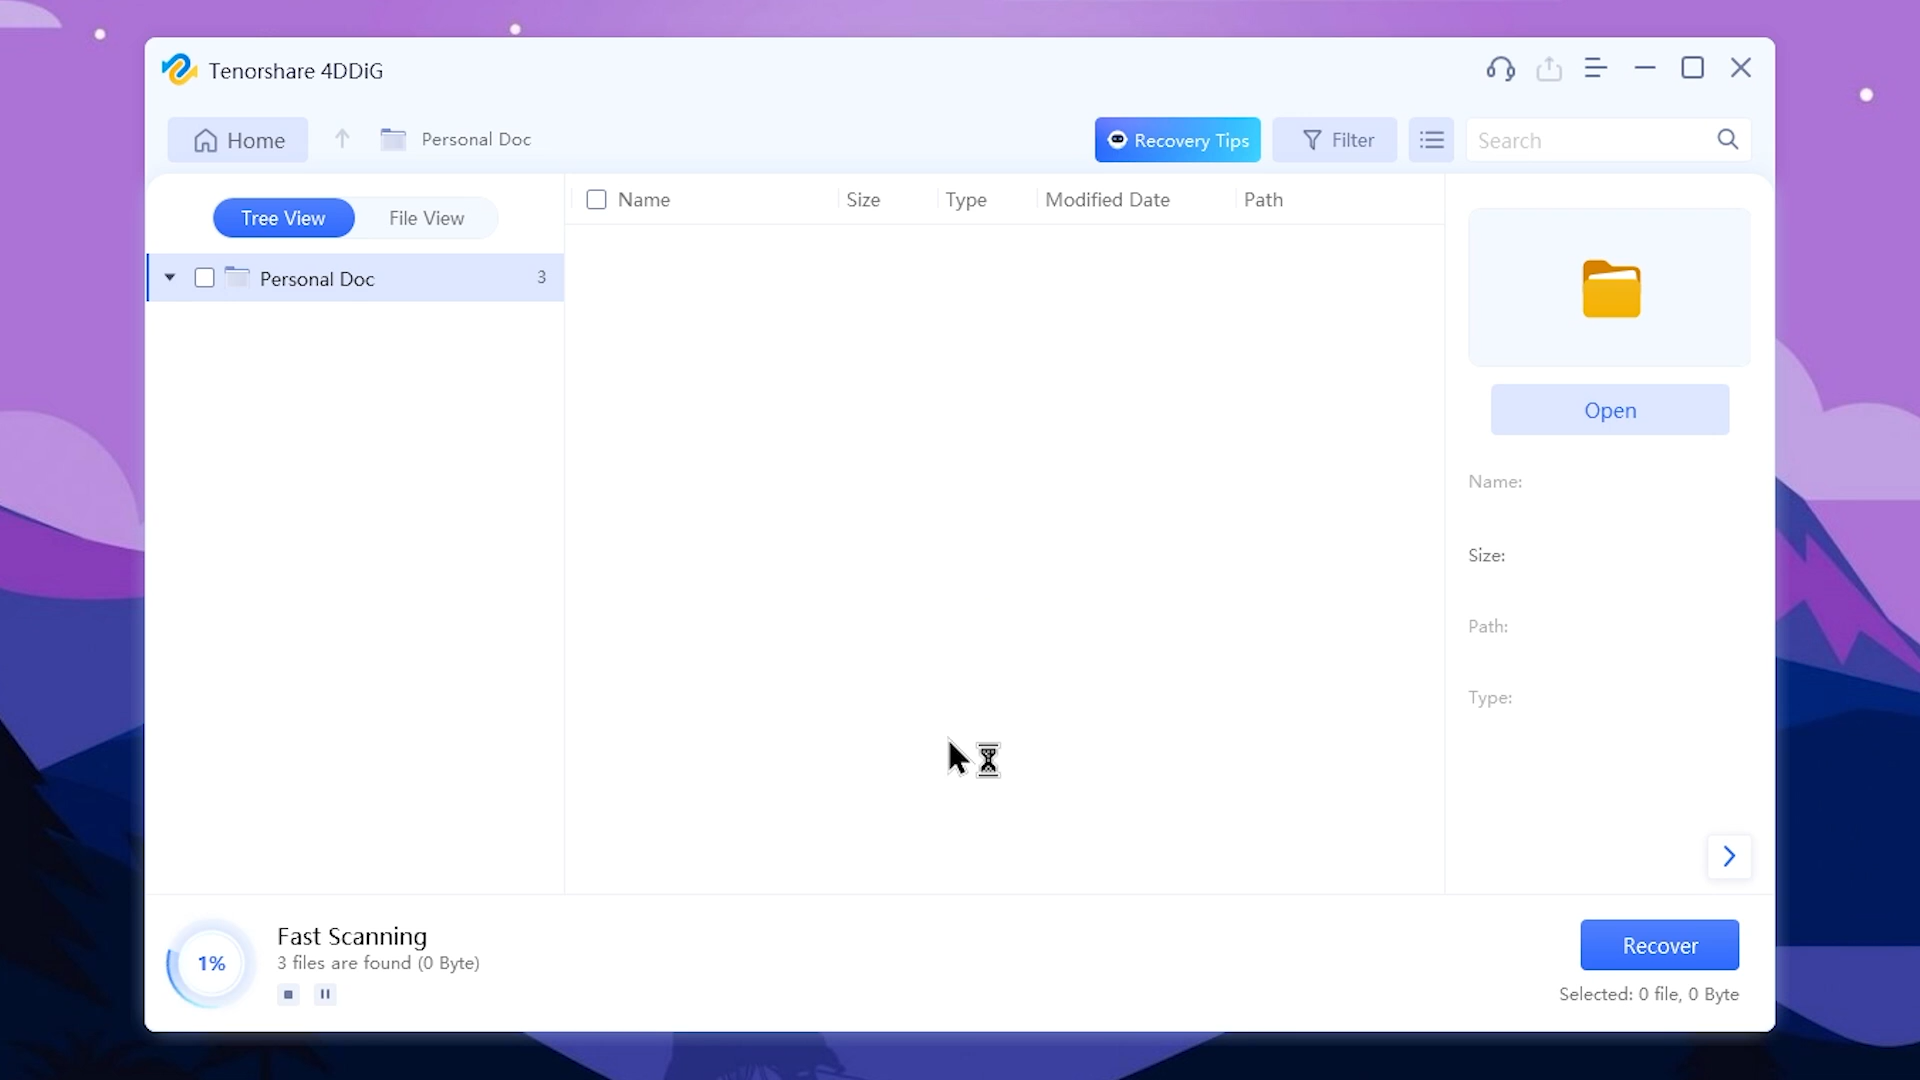 Tenorshare 4DDiG
Home
Personal Doc
Recovery Tips
Filter
Search
Tree View
File View
Name
Size
Type
Modified Date
Path
Personal Doc
3
Open
Name:
Size:
Path:
Type:
1%
Fast Scanning
3 files are found (0 Byte)
Recover
Selected: 0 file, 0 Byte